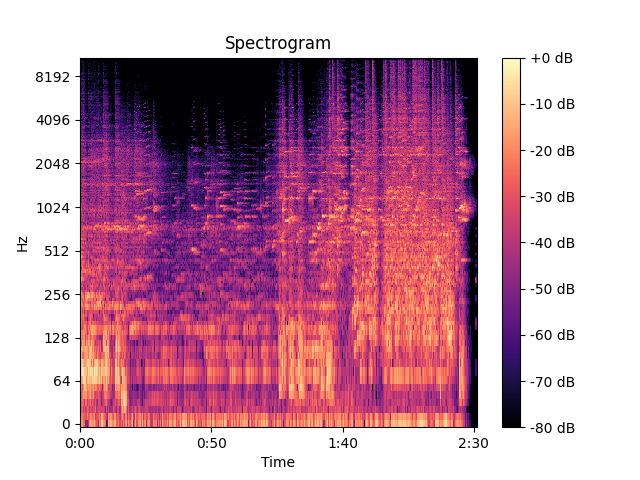 Spectrogram
Hz
8192
4096
2048
1024
512
256
128
64
0
0:00
0:50
1:40
2:30
Time
+0 dB
-10 dB
-20 dB
-30 dB
-40 dB
-50 dB
-60 dB
-70 dB
-80 dB